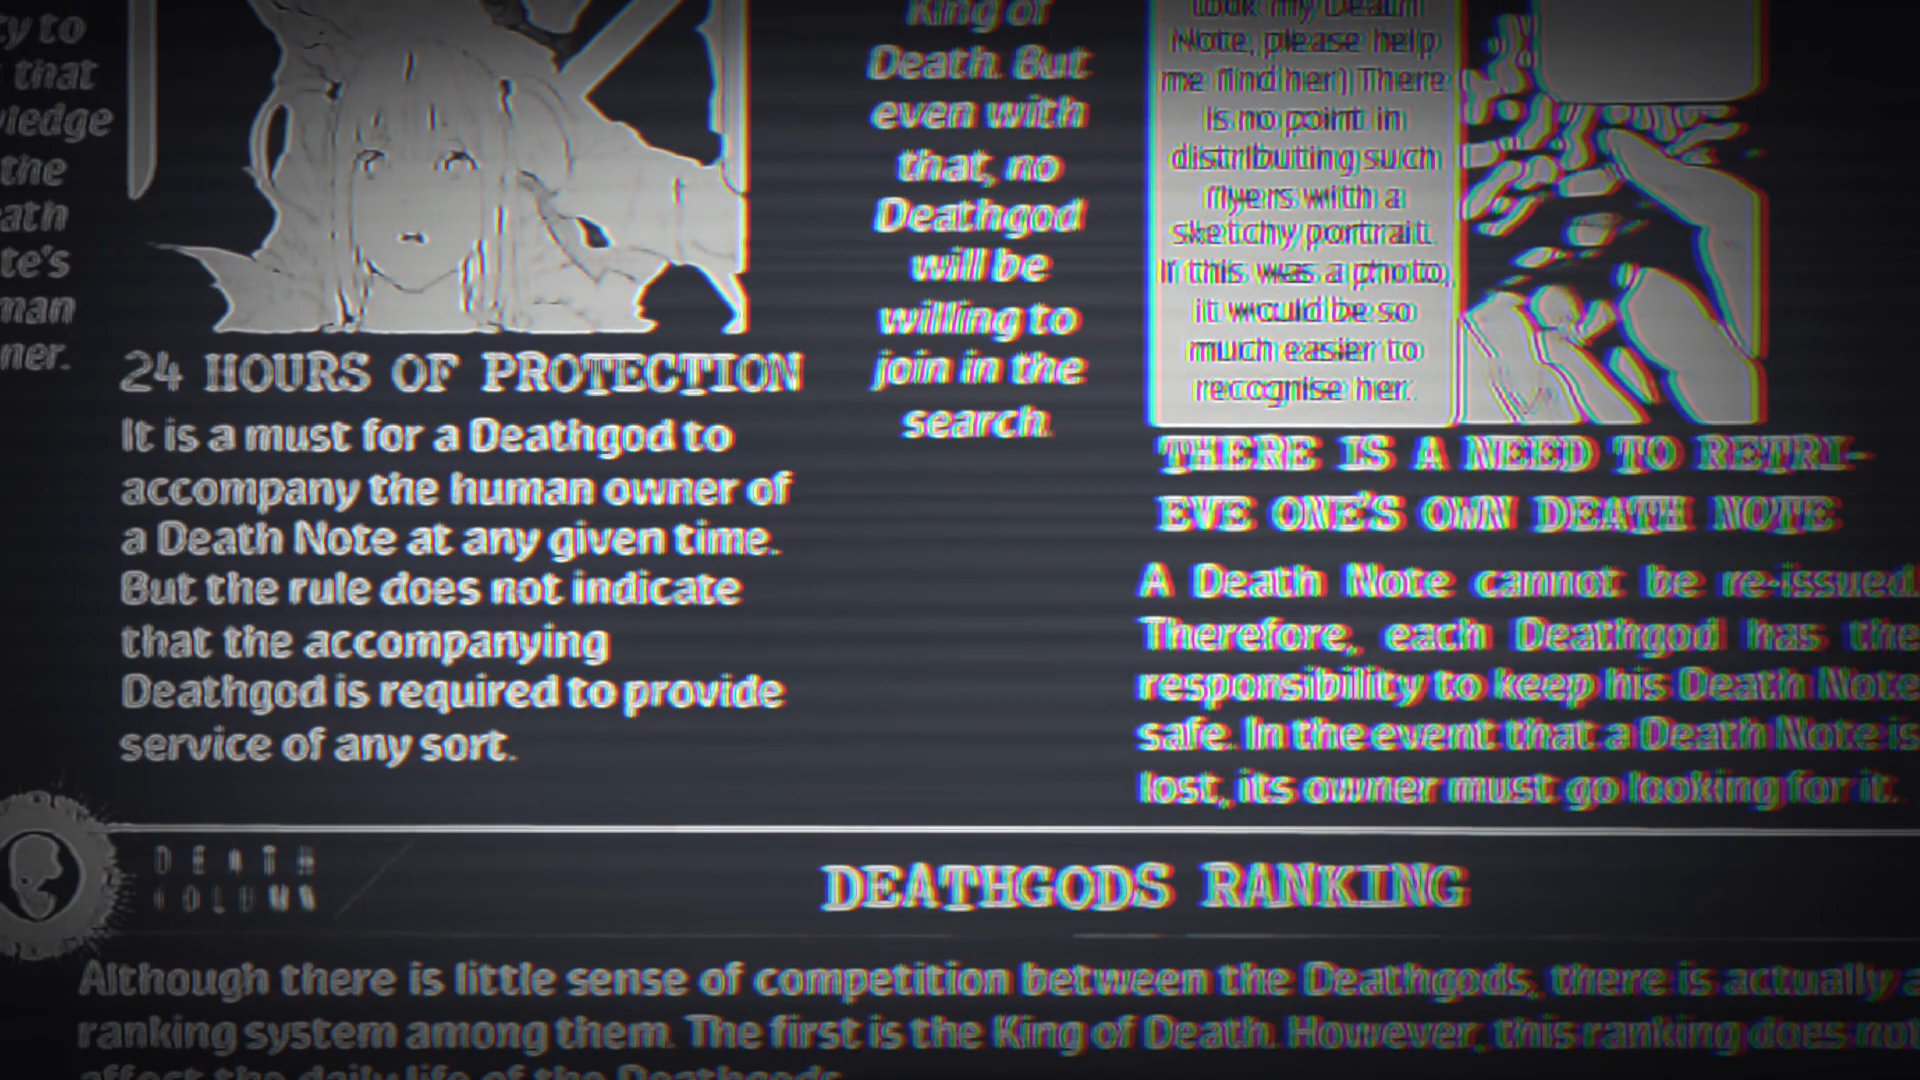 ty to
that
wledge
the
ath
te's
man
ner.
24 HOURS OF PROTECTION
It is a must for a Deathgod to
accompany the human owner of
a Death Note at any given time.
But the rule does not indicate
that the accompanying
Deathgod is required to provide
service of any sort.
King of
Death. But
even with
that, no
Deathgod
will be
willing to
join in the
search.
took my Death
Note, please help
me find her) There
is no point in
distributing such
flyers with a
sketchy portrait.
If this was a photo,
it would be so
much easier to
recognise her.
THERE IS A NEED TO RETRI-
EVE ONE'S OWN DEATH NOTE
A Death Note cannot be re-issued.
Therefore, each Deathgod has the
responsibility to keep his Death Note
safe. In the event that a Death Note is
lost, its owner must go looking for it.
DEATH
COLUMN
DEATHGODS RANKING
Although there is little sense of competition between the Deathgods, there is actually a
ranking system among them. The first is the King of Death. However, this ranking does not
affect the daily life of the Deathgods.